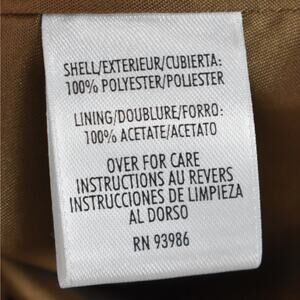 SHELL/EXTERIEUR/CUBIERTA:
100% POLYESTER/POLIESTER
LINING/DOUBLURE/FORRO:
100% ACETATE/ACETATO
OVER FOR CARE
INSTRUCTIONS AU REVERS
INSTRUCCIONES DE LIMPIEZA
AL DORSO
RN 93986